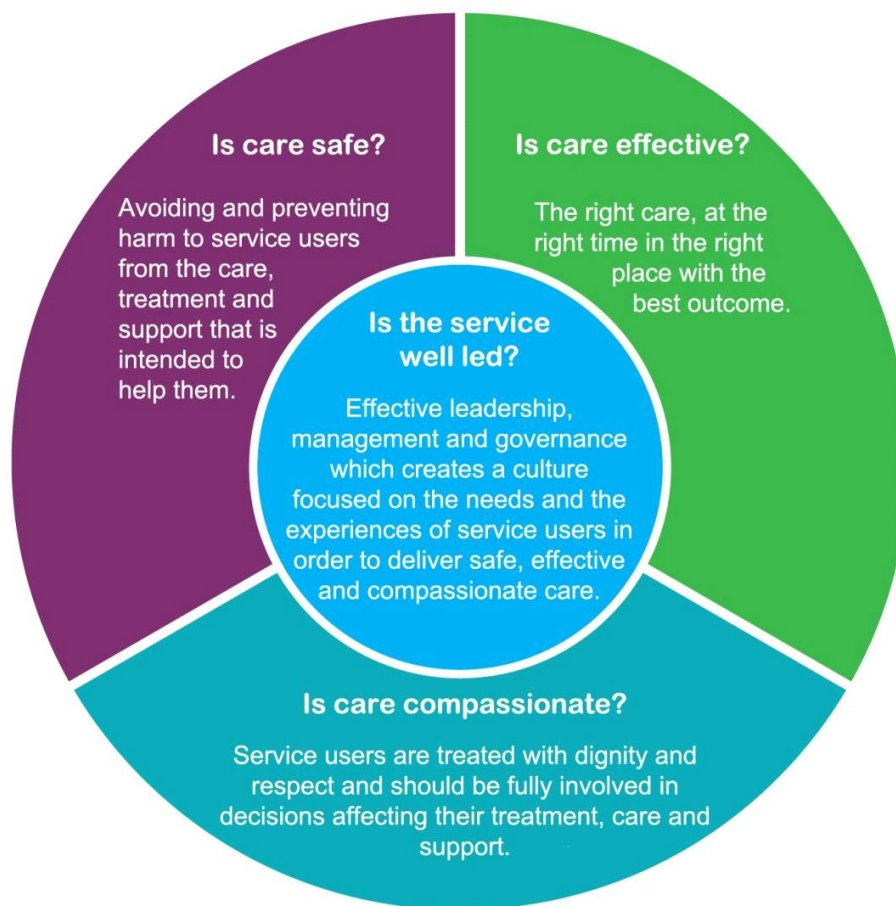 Is care safe?
Avoiding and preventing
harm to service users
from the care,
treatment and
support that is
intended to
help them.
Is care effective?
The right care, at the
right time in the right
place with the
best outcome.
Is the service
well led?
Effective leadership,
management and governance
which creates a culture
focused on the needs and the
experiences of service users in
order to deliver safe, effective
and compassionate care.
Is care compassionate?
Service users are treated with dignity and
respect and should be fully involved in
decisions affecting their treatment, care and
support.